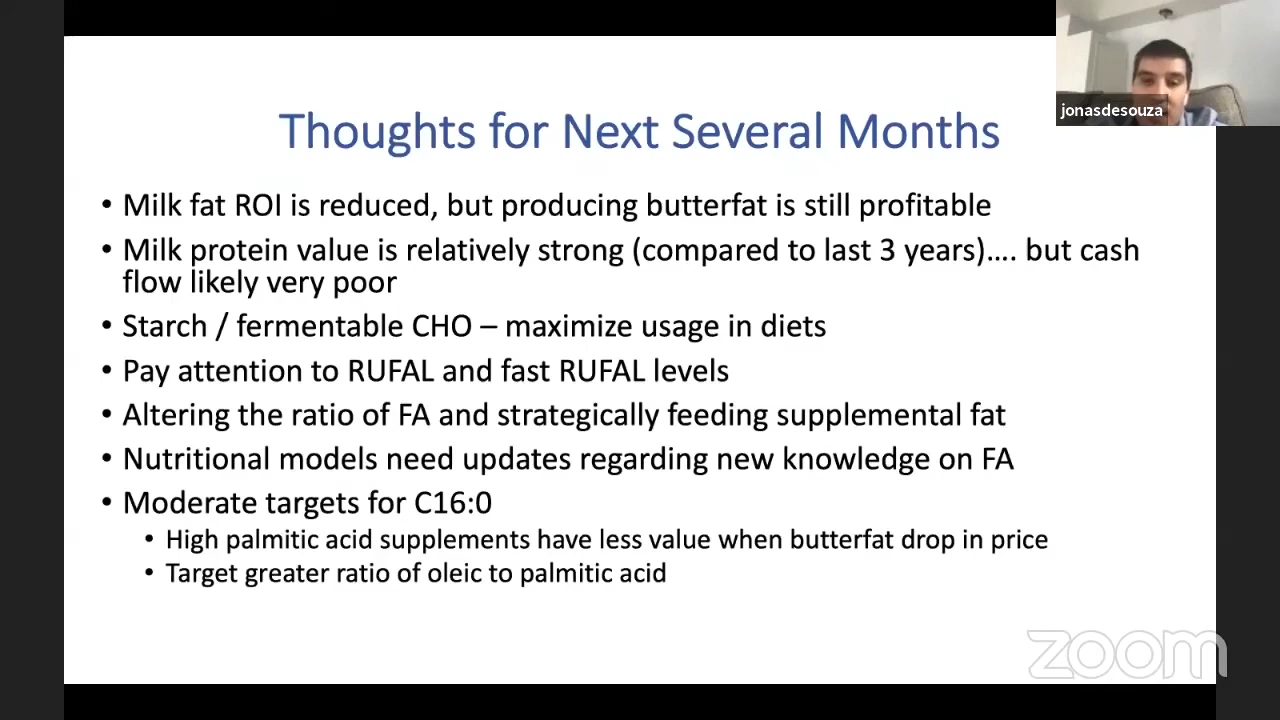 jonasdesouza
Thoughts for Next Several Months
• Milk fat ROI is reduced, but producing butterfat is still profitable
• Milk protein value is relatively strong (compared to last 3 years)…. but cash
flow likely very poor
• Starch / fermentable CHO – maximize usage in diets
• Pay attention to RUFAL and fast RUFAL levels
• Altering the ratio of FA and strategically feeding supplemental fat
• Nutritional models need updates regarding new knowledge on FA
• Moderate targets for C16:0
• High palmitic acid supplements have less value when butterfat drop in price
• Target greater ratio of oleic to palmitic acid
zoom